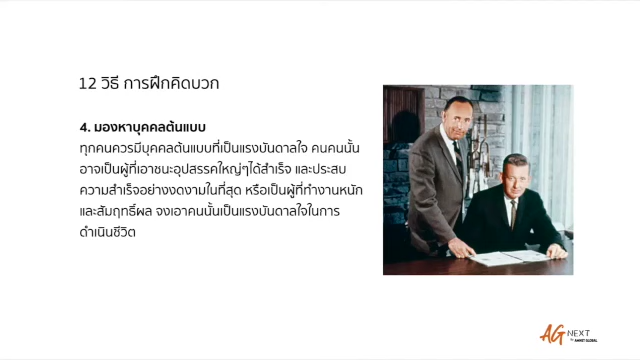 12 วิธี การฝึกคิดบวก
4. มองหาบุคคลต้นแบบ
ทุกคนควรมีบุคคลต้นแบบที่เป็นแรงบันดาลใจ คนคนนั้น
อาจเป็นผู้ที่เอาชนะอุปสรรคใหญ่ๆได้สำเร็จ และประสบ
ความสำเร็จอย่างงดงามในที่สุด หรือเป็นผู้ที่ทำงานหนัก
และสัมฤทธิ์ผล จงเอาคนนั้นเป็นแรงบันดาลใจในการ
ดำเนินชีวิต
AG NEXT
by AMNET GLOBAL